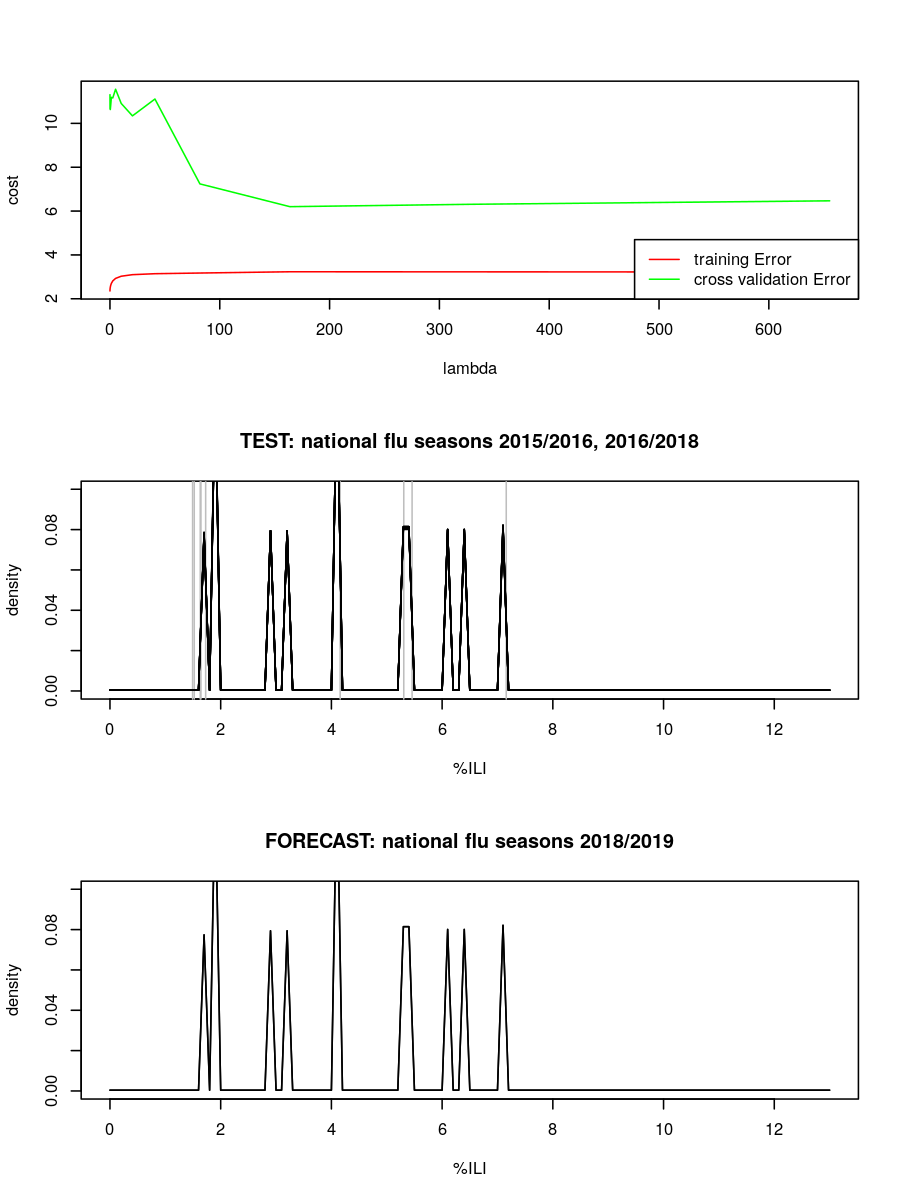 10
8
6
4
2
cost
training Error
cross validation Error
0 100 200 300 400 500 600
lambda
TEST: national flu seasons 2015/2016, 2016/2018
0.08
0.04
0.00
density
0 2 4 6 8 10 12
%ILI
FORECAST: national flu seasons 2018/2019
0.08
0.04
0.00
density
0 2 4 6 8 10 12
%ILI